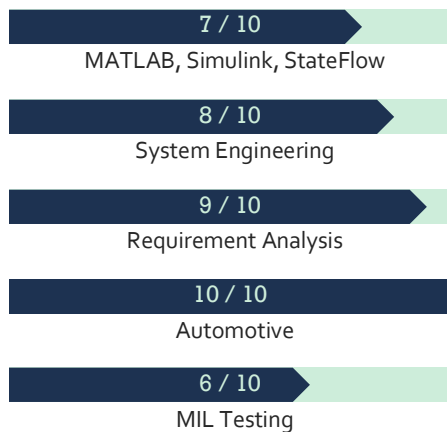 7 / 10
MATLAB, Simulink, StateFlow
8 / 10
System Engineering
9 / 10
Requirement Analysis
10 / 10
Automotive
6 / 10
MIL Testing